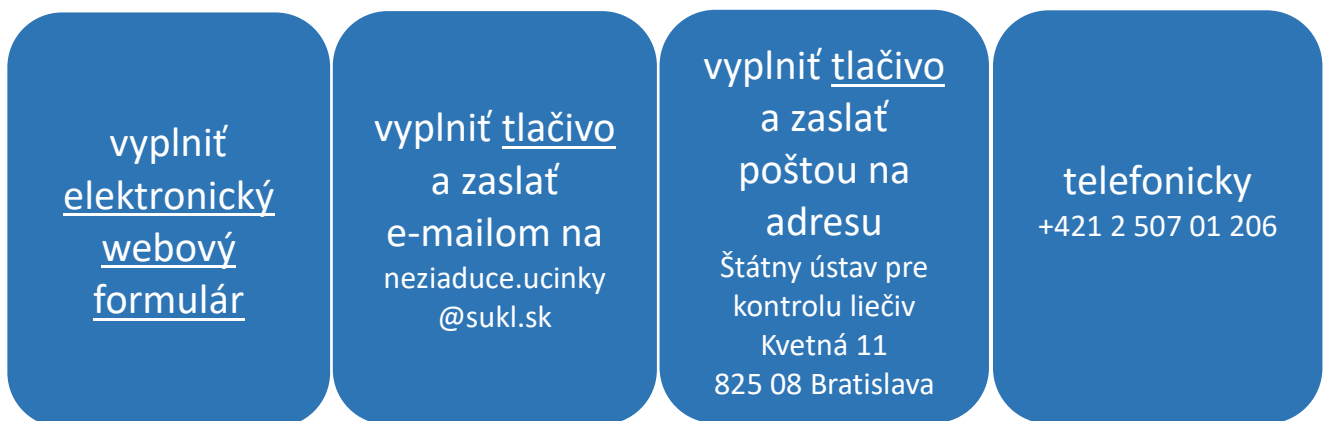 vyplniť
elektronický
webový
formulár
vyplniť tlačivo
a zaslať
e-mailom na
neziaduce.ucinky
@sukl.sk
vyplniť tlačivo
a zaslať
poštou na
adresu
Štátny ústav pre
kontrolu liečiv
Kvetná 11
825 08 Bratislava
telefonicky
+421 2 507 01 206